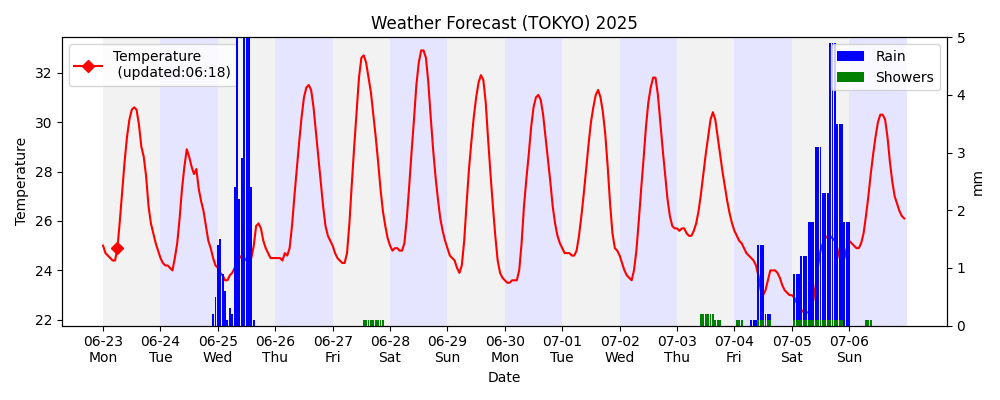 Weather Forecast (TOKYO) 2025
Temperature
(updated:06:18)
Rain
Showers
Temperature
32
30
28
26
24
22
5
4
3
2
1
0
mm
06-23 06-24 06-25 06-26 06-27 06-28 06-29 06-30 07-01 07-02 07-03 07-04 07-05 07-06
Mon Tue Wed Thu Fri Sat Sun Mon Tue Wed Thu Fri Sat Sun
Date